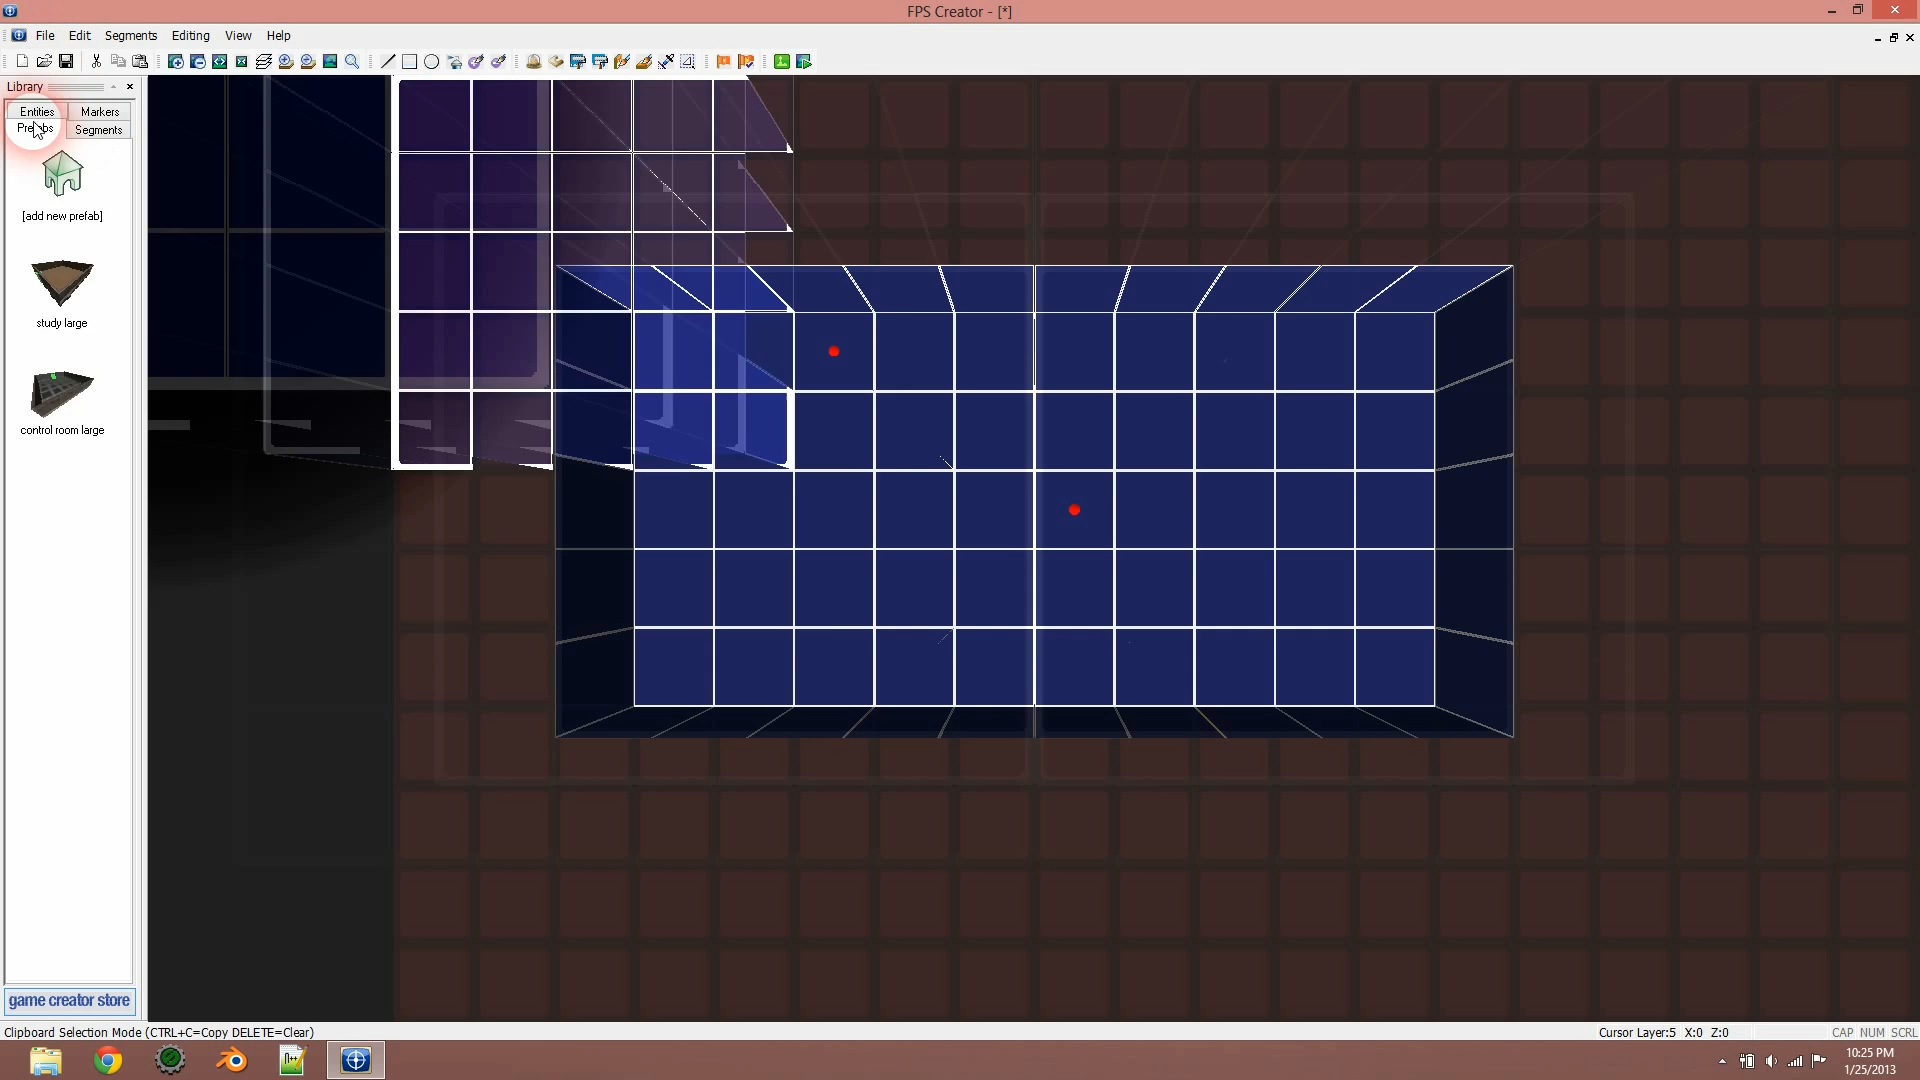 FPS Creator - [*]
File Edit Segments Editing View Help
Library
Entities Markers
Segments
[add new prefab]
study large
control room large
game creator store
Clipboard Selection Mode (CTRL+C=Copy DELETE=Clear)
Cursor Layer:5 X:0 Z:0
CAP NUM SCRL
10:25 PM
1/25/2013